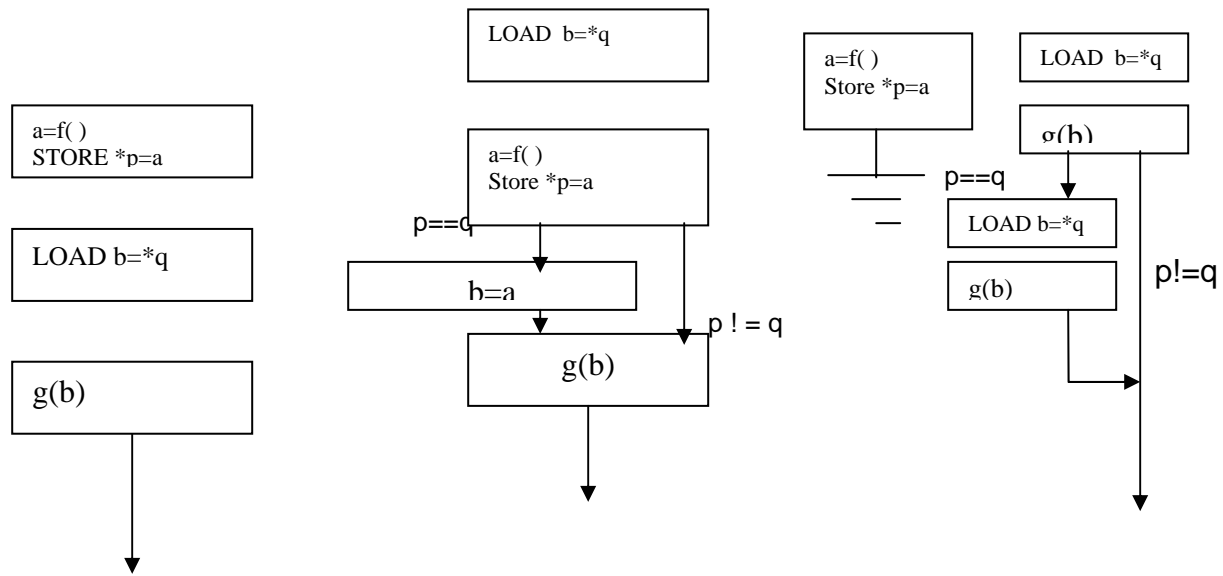 a=f( )
STORE *p=a
LOAD b=*q
g(b)
LOAD  b=*q
a=f( )
Store *p=a
p==q
b=a
p ! = q
g(b)
a=f( )
Store *p=a
LOAD  b=*q
g(b)
p==q
LOAD b=*q
g(b)
p!=q